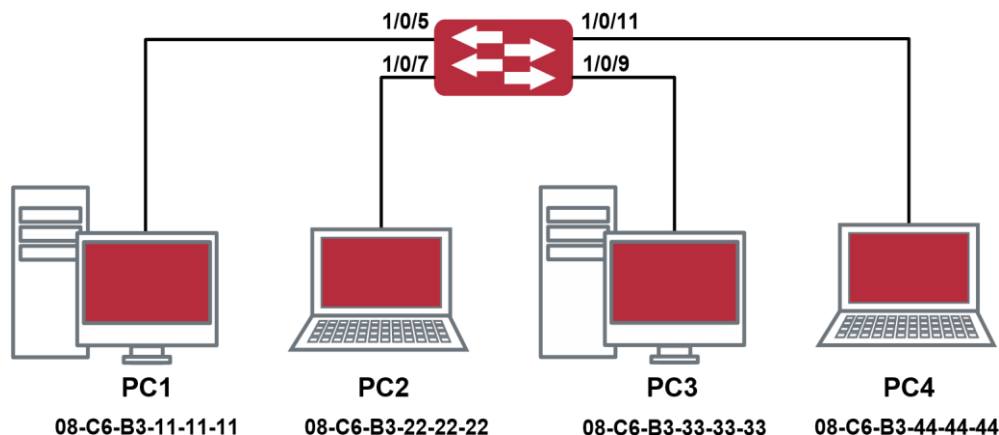 1/0/5
1/0/11
1/0/7
1/0/9
PC1
PC2
PC3
PC4
08-C6-B3-11-11-11
08-C6-B3-22-22-22
08-C6-B3-33-33-33
08-C6-B3-44-44-44